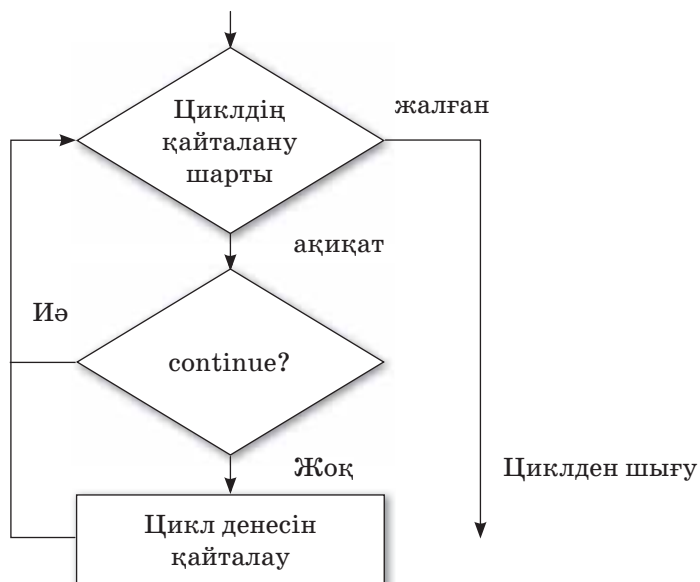 Циклдің
қайталану
шарты
жалған
ақиқат
Иә
continue?
Жоқ
Циклден шығу
Цикл денесін
қайталау